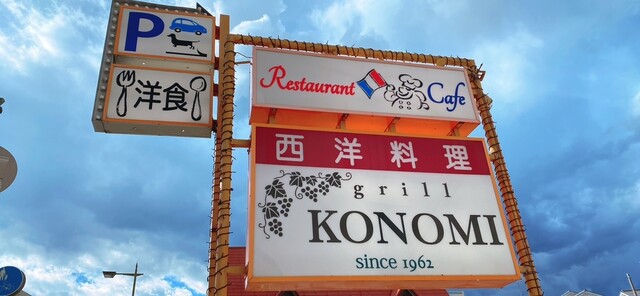 P
洋食
Restaurant Cafe
西洋料理
grill
KONOMI
since 1962